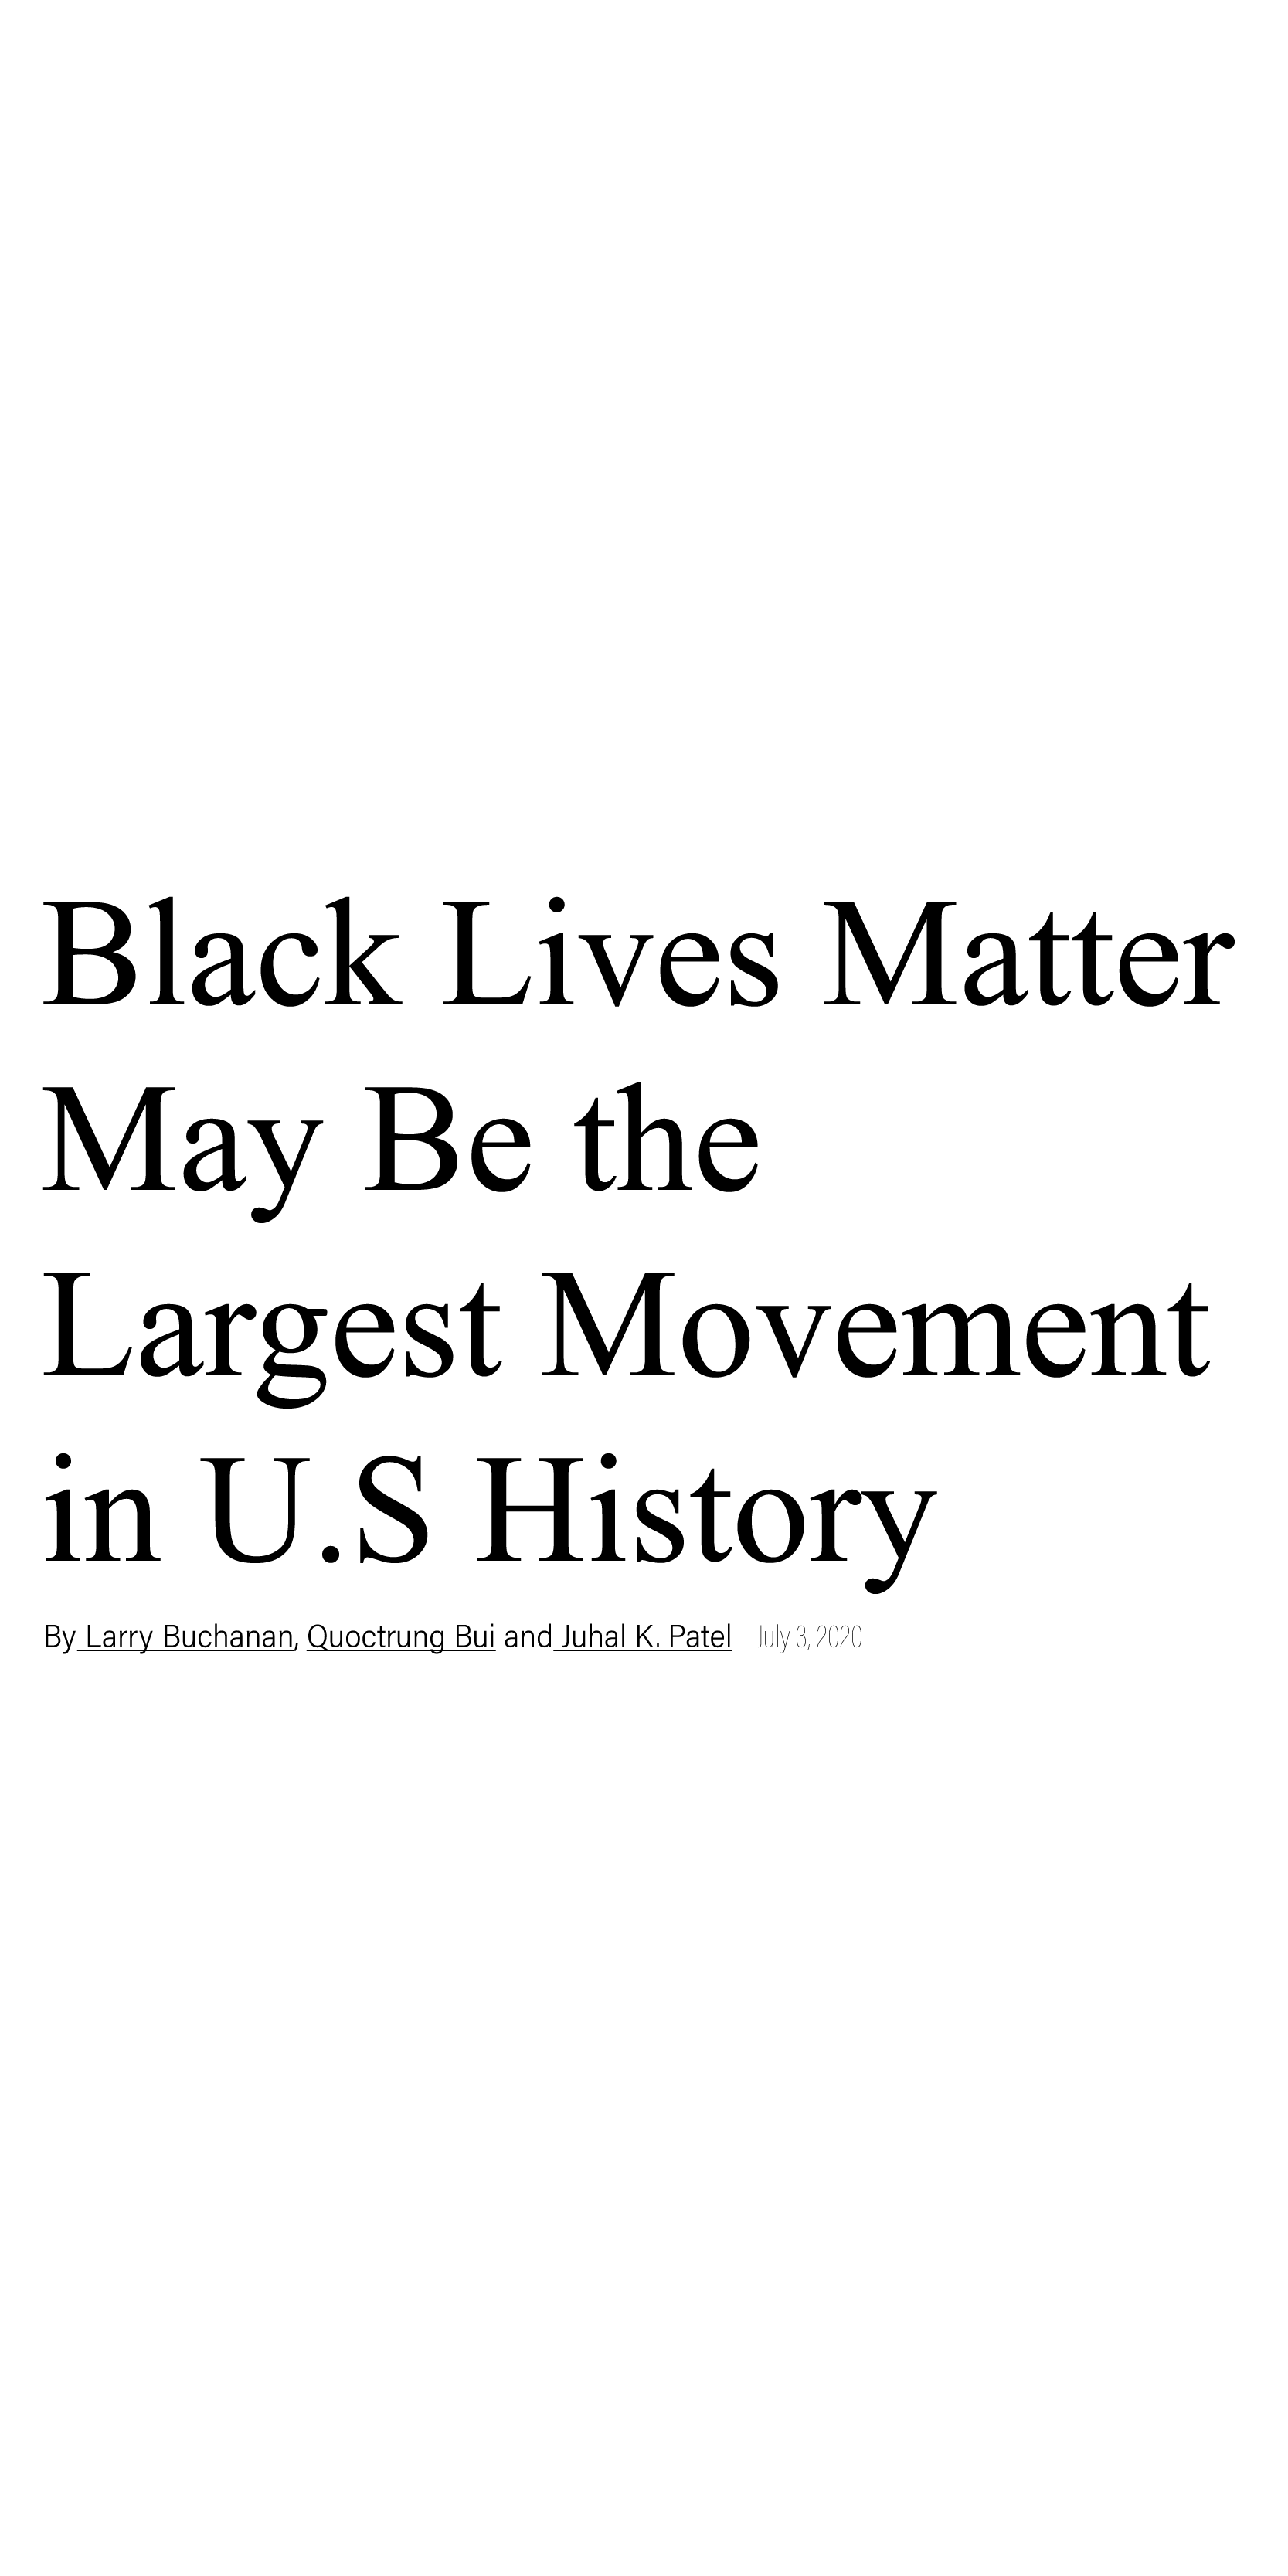 Black Lives Matter
May Be the
Largest Movement
in U.S History
By Larry Buchanan, Quoctrung Bui and Juhal K. Patel July 3, 2020